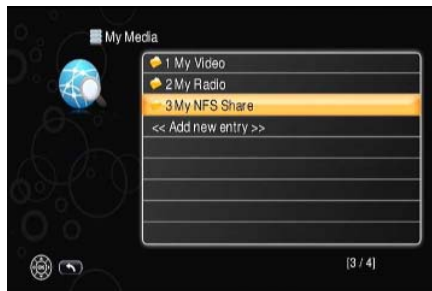 My Media
1 My Video
2 My Radio
3 My NFS Share
<< Add new entry >>
[3 / 4]